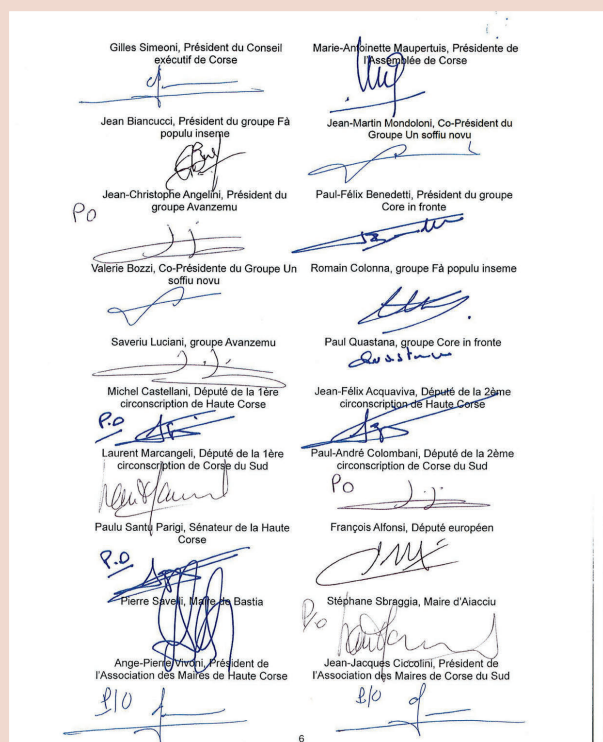 Gilles Simeoni, Président du Conseil
exécutif de Corse
Marie-Antoinette Maupertuis, Présidente de
l'Assemblée de Corse
Jean Biancucci, Président du groupe Fà
populu inseme
Jean-Martin Mondoloni, Co-Président du
Groupe Un soffiu novu
Jean-Christophe Angelini, Président du
groupe Avanzemu
PO
Paul-Félix Benedetti, Président du groupe
Core in fronte
Valerie Bozzi, Co-Présidente du Groupe Un
soffiu novu
Romain Colonna, groupe Fà populu inseme
Saveriu Luciani, groupe Avanzemu
Paul Quastana, groupe Core in fronte
Quastana
Michel Castellani, Député de la 1ère
circonscription de Haute Corse
P.O
Jean-Félix Acquaviva, Député de la 2ème
circonscription de Haute Corse
Laurent Marcangeli, Député de la 1ère
circonscription de Corse du Sud
Paul-André Colombani, Député de la 2ème
circonscription de Corse du Sud
PO
Paulu Santu Parigi, Sénateur de la Haute
Corse
P.O
François Alfonsi, Député européen
Pierre Savelli, Maire de Bastia
Stéphane Sbraggia, Maire d'Aiacciu
P/o
Ange-Pierre Vivoni, Président de
l'Association des Maires de Haute Corse
P/O
Jean-Jacques Ciccolini, Président de
l'Association des Maires de Corse du Sud
P/O
6